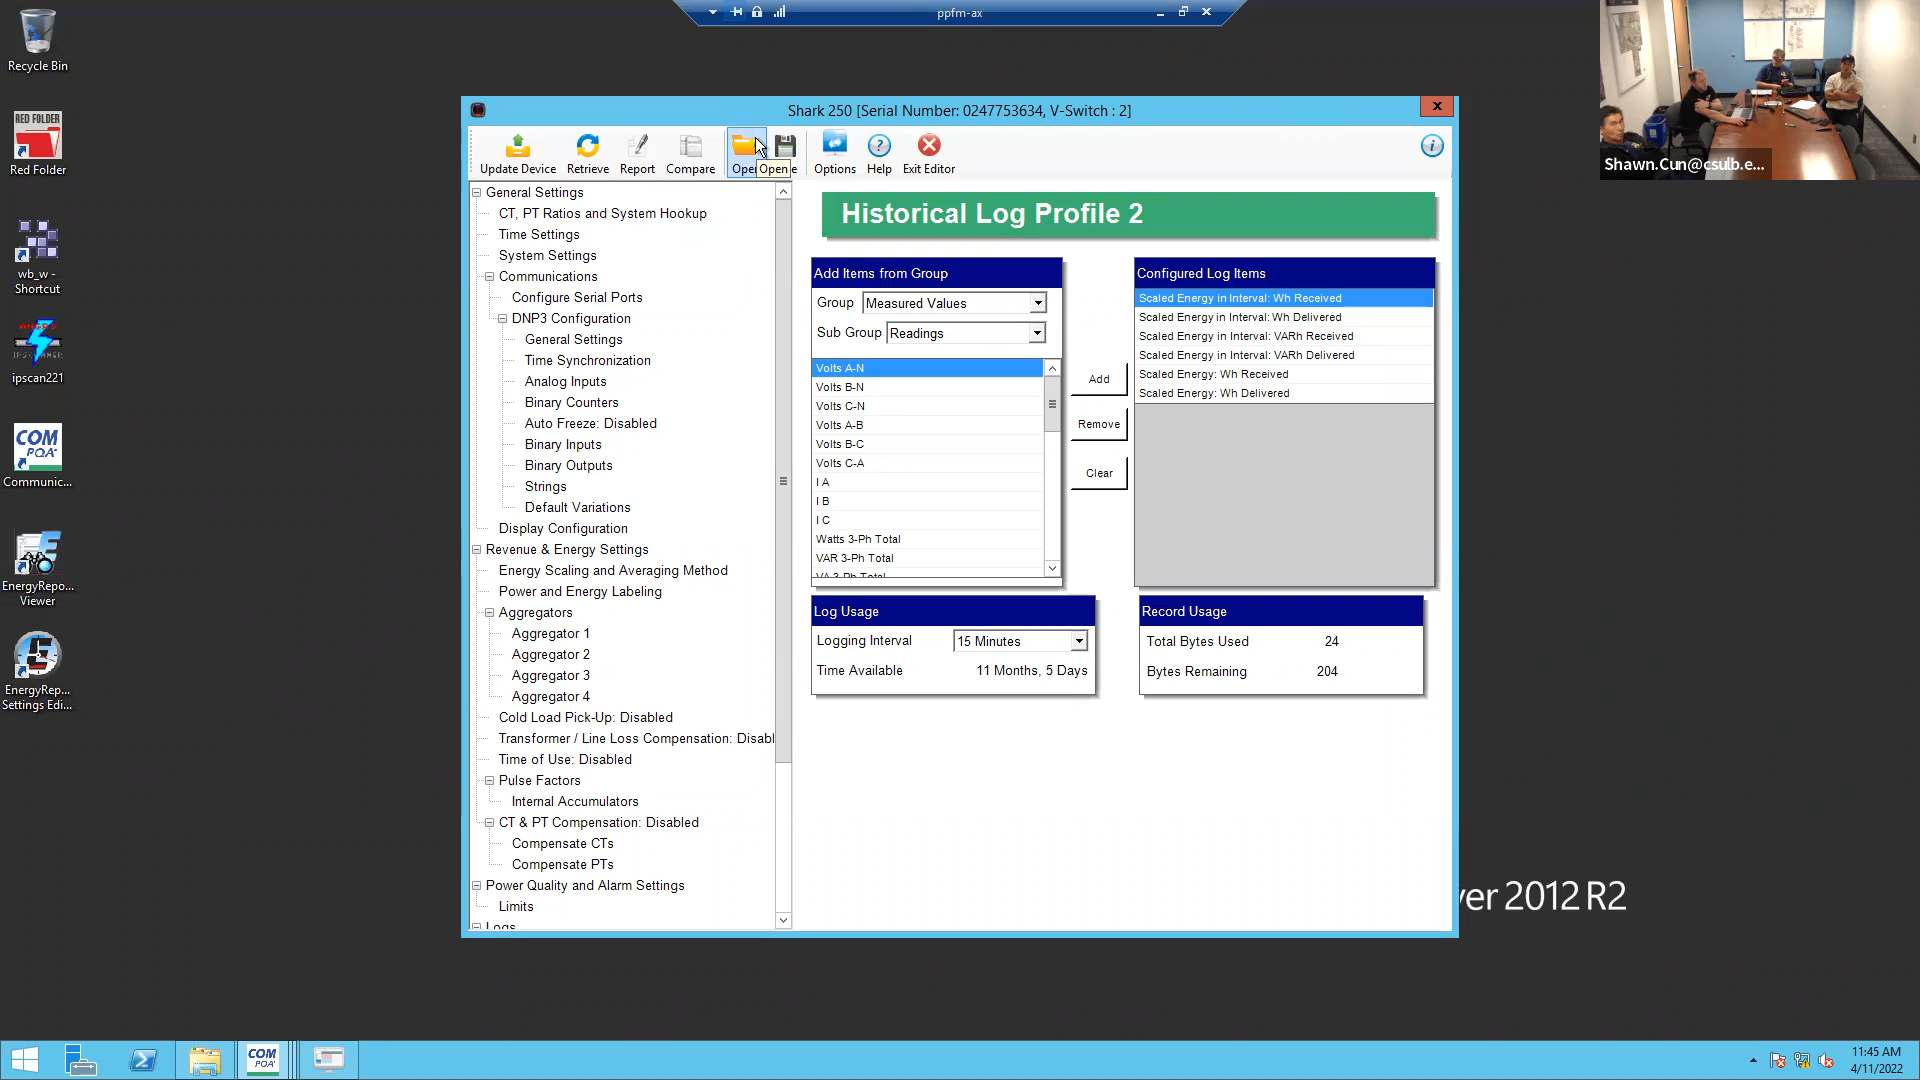 ppfm-ax
Recycle Bin
RED FOLDER
Red Folder
wb_w -
Shortcut
ipscan221
COM
PQA
Communic...
EnergyRepo...
Viewer
EnergyRep...
Settings Edi...
Shark 250 [Serial Number: 0247753634, V-Switch : 2]
Update Device
Retrieve
Report
Compare
Open
Open
Options
Help
Exit Editor
General Settings
CT, PT Ratios and System Hookup
Time Settings
System Settings
Communications
Configure Serial Ports
DNP3 Configuration
General Settings
Time Synchronization
Analog Inputs
Binary Counters
Auto Freeze: Disabled
Binary Inputs
Binary Outputs
Strings
Default Variations
Display Configuration
Revenue & Energy Settings
Energy Scaling and Averaging Method
Power and Energy Labeling
Aggregators
Aggregator 1
Aggregator 2
Aggregator 3
Aggregator 4
Cold Load Pick-Up: Disabled
Transformer / Line Loss Compensation: Disabl
Time of Use: Disabled
Pulse Factors
Internal Accumulators
CT & PT Compensation: Disabled
Compensate CTs
Compensate PTs
Power Quality and Alarm Settings
Limits
Logs
Historical Log Profile 2
Add Items from Group
Group Measured Values
Sub Group Readings
Volts A-N
Volts B-N
Volts C-N
Volts A-B
Volts B-C
Volts C-A
I A
I B
I C
Watts 3-Ph Total
VAR 3-Ph Total
VA 3-Ph Total
Add
Remove
Clear
Configured Log Items
Scaled Energy in Interval: Wh Received
Scaled Energy in Interval: Wh Delivered
Scaled Energy in Interval: VARh Received
Scaled Energy in Interval: VARh Delivered
Scaled Energy: Wh Received
Scaled Energy: Wh Delivered
Log Usage
Logging Interval 15 Minutes
Time Available 11 Months, 5 Days
Record Usage
Total Bytes Used 24
Bytes Remaining 204
Shawn.Cun@csulb.e...
ver 2012 R2
COM
PQA
11:45 AM
4/11/2022